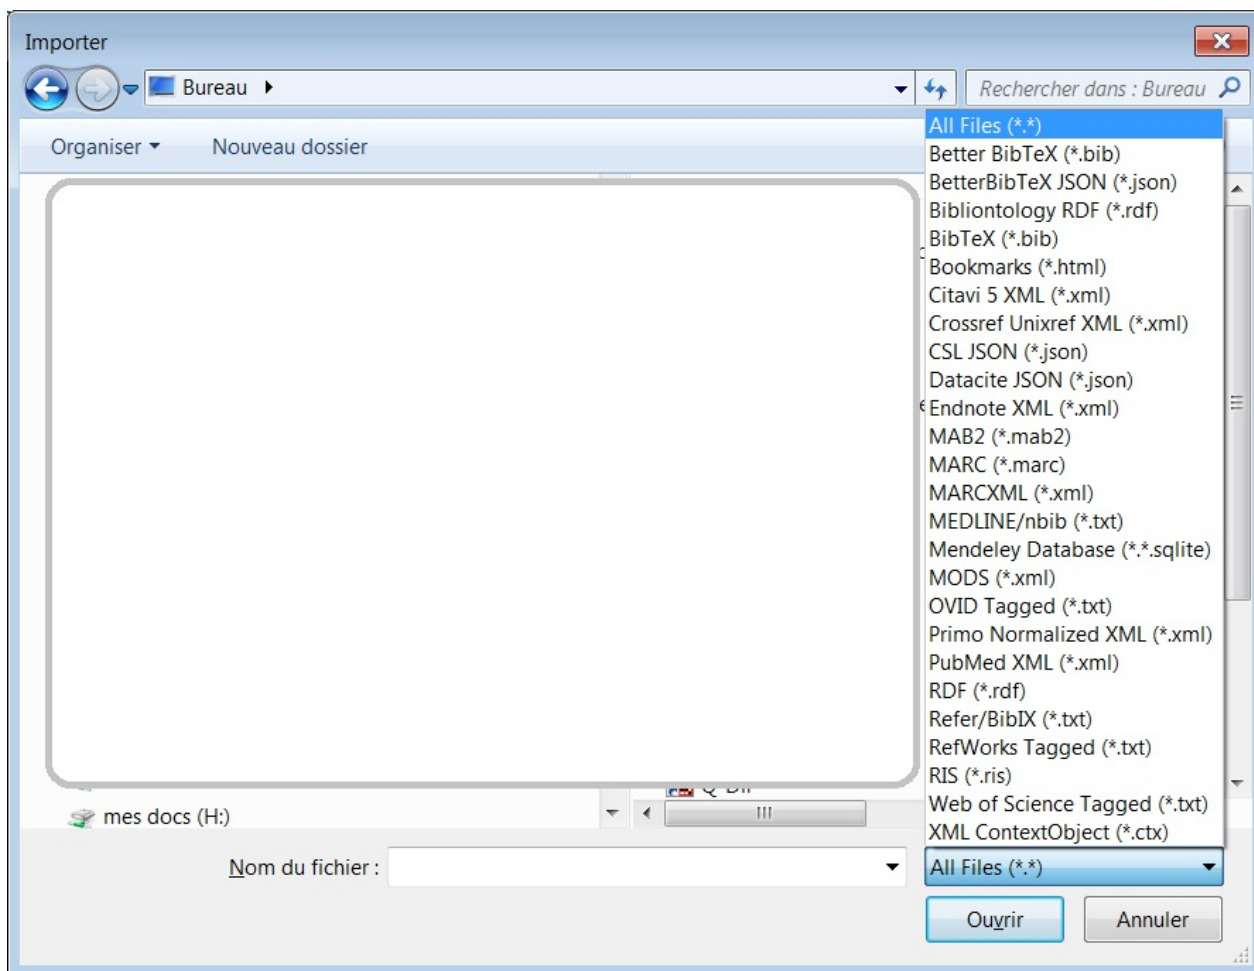 Importer
Bureau
Rechercher dans : Bureau
Organiser
Nouveau dossier
All Files (*.*)
Better BibTeX (*.bib)
BetterBibTeX JSON (*.json)
Bibliontology RDF (*.rdf)
BibTeX (*.bib)
Bookmarks (*.html)
Citavi 5 XML (*.xml)
Crossref Unixref XML (*.xml)
CSL JSON (*.json)
Datacite JSON (*.json)
Endnote XML (*.xml)
MAB2 (*.mab2)
MARC (*.marc)
MARCXML (*.xml)
MEDLINE/nbib (*.txt)
Mendeley Database (*.*.sqlite)
MODS (*.xml)
OVID Tagged (*.txt)
Primo Normalized XML (*.xml)
PubMed XML (*.xml)
RDF (*.rdf)
Refer/BibIX (*.txt)
RefWorks Tagged (*.txt)
RIS (*.ris)
Web of Science Tagged (*.txt)
XML ContextObject (*.ctx)
mes docs (H:)
Nom du fichier :
All Files (*.*)
Ouvrir
Annuler